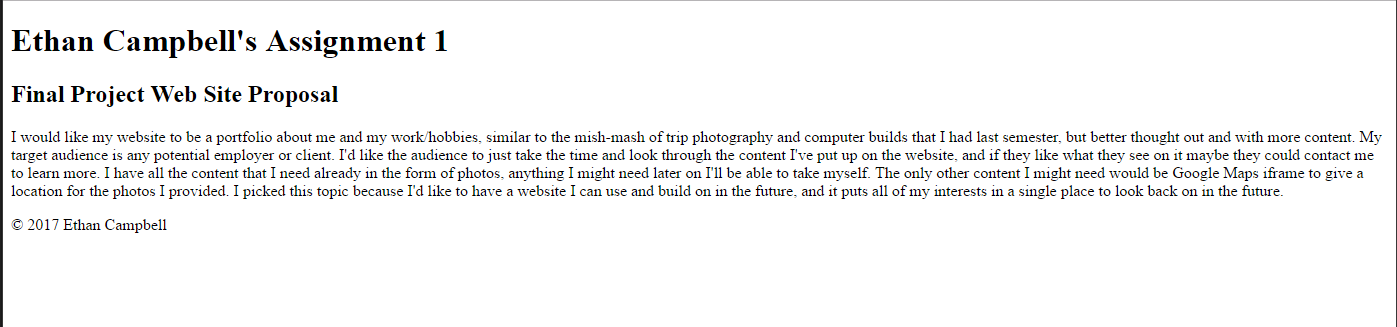 Ethan Campbell's Assignment 1
Final Project Web Site Proposal
I would like my website to be a portfolio about me and my work/hobbies, similar to the mish-mash of trip photography and computer builds that I had last semester, but better thought out and with more content. My
target audience is any potential employer or client. I'd like the audience to just take the time and look through the content I've put up on the website, and if they like what they see on it maybe they could contact me
to learn more. I have all the content that I need already in the form of photos, anything I might need later on I'll be able to take myself. The only other content I might need would be Google Maps iframe to give a
location for the photos I provided. I picked this topic because I'd like to have a website I can use and build on in the future, and it puts all of my interests in a single place to look back on in the future.
© 2017 Ethan Campbell